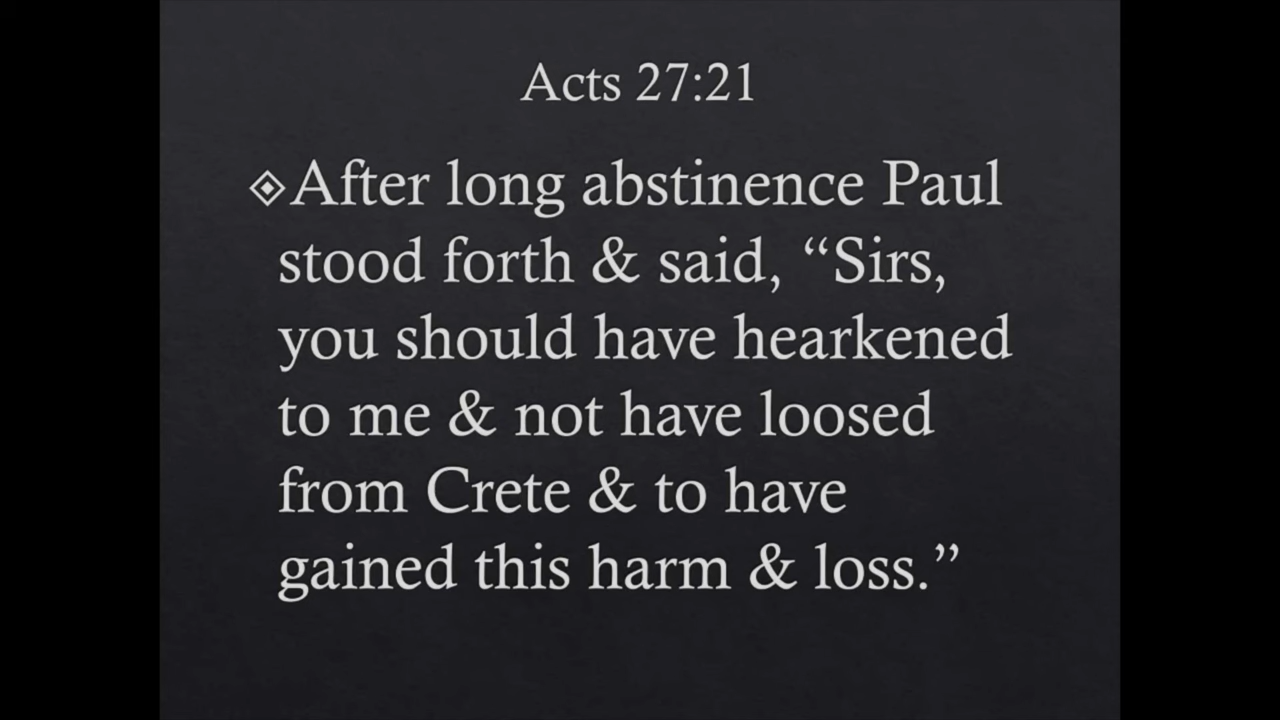 Acts 27:21
After long abstinence Paul
stood forth & said, “Sirs,
you should have hearkened
to me & not have loosed
from Crete & to have
gained this harm & loss.”